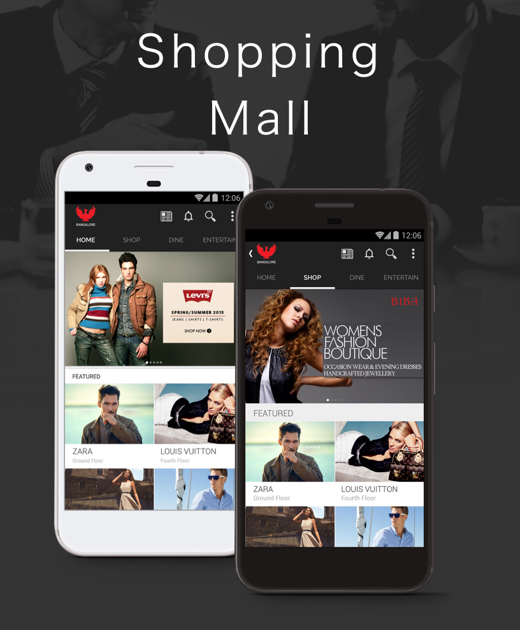 Shopping
Mall
12:06
BANGALORE
HOME SHOP DINE ENTERTAIN
Levi's
SPRING/SUMMER 2015
JEANS | SHIRTS | T-SHIRTS
SHOP NOW
FEATURED
ZARA
Ground Floor
LOUIS VUITTON
Fourth Floor
12:06
BANGALORE
HOME SHOP DINE ENTERTAIN
BIBA
WOMENS
FASHION
BOUTIQUE
OCCASION WEAR & EVENING DRESSES
HANDCRAFTED JEWELLERY
FEATURED
ZARA
Ground Floor
LOUIS VUITTON
Fourth Floor